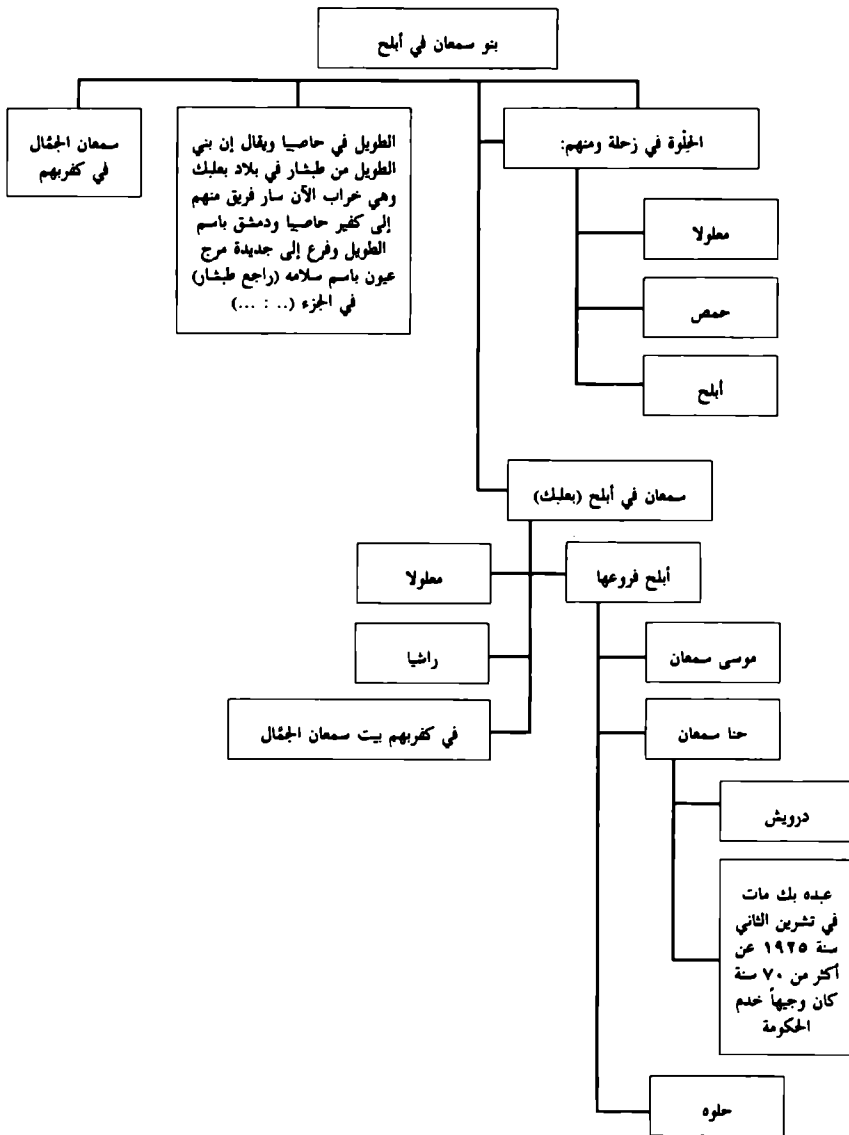 بنو سمعان في أبلح
الحِلْوة في زحلة ومنهم:
معلولا
حمص
أبلح
الطويل في حاصبيا ويقال إن بني
الطويل من طبشار في بلاد بعلبك
وهي خراب الآن سار فريق منهم
إلى كفير حاصبيا ودمشق باسم
الطويل وفرع إلى جديدة مرج
عيون باسم سلامه (راجع طبشار)
في الجزء (.. : ...)
سمعان الجمّال
في كفربهم
سمعان في أبلح (بعلبك)
أبلح فروعها
معلولا
موسى سمعان
راشيا
حنا سمعان
في كفربهم بيت سمعان الجمّال
درويش
عبده بك مات
في تشرين الثاني
سنة ١٩٢٥ عن
أكثر من ٧٠ سنة
كان وجيهاً خدم
الحكومة
حلوه